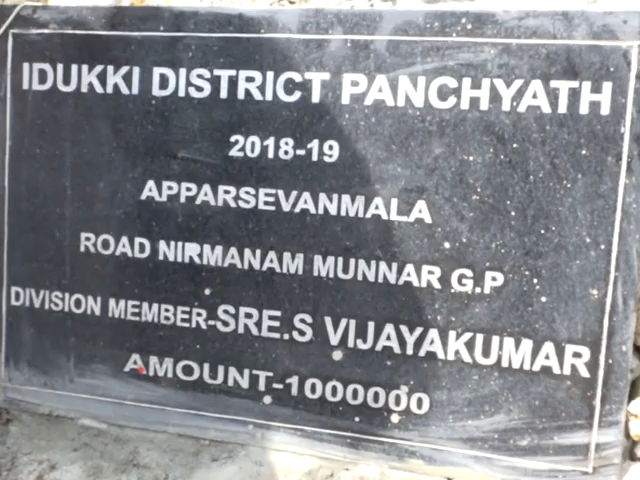 IDUKKI DISTRICT PANCHYATH
2018-19
APPARSEVANMALA
ROAD NIRMANAM MUNNAR G.P
DIVISION MEMBER-SRE.S VIJAYAKUMAR
AMOUNT-1000000